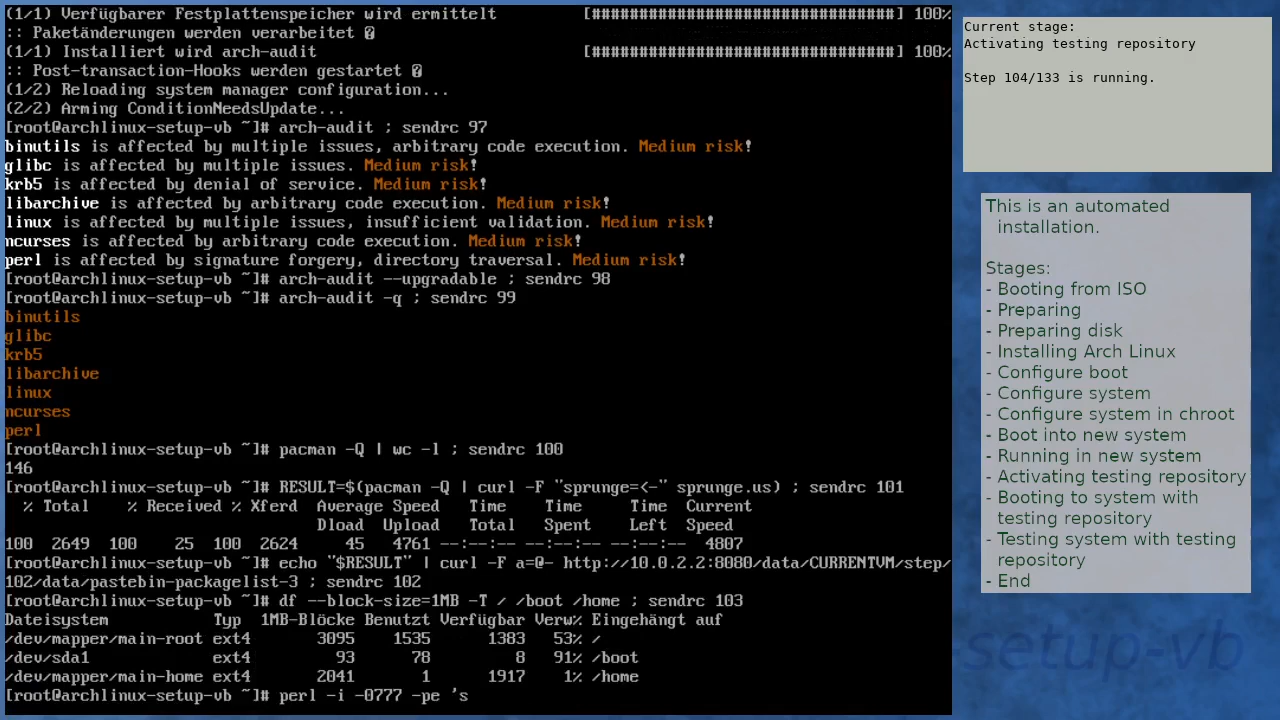 (1/1) Verfügbarer Festplattenspeicher wird ermittelt [################################] 100%
:: Paketänderungen werden verarbeitet �
(1/1) Installiert wird arch-audit [################################] 100%
:: Post-transaction-Hooks werden gestartet �
(1/2) Reloading system manager configuration...
(2/2) Arming ConditionNeedsUpdate...
[root@archlinux-setup-vb ~]# arch-audit ; sendrc 97
binutils is affected by multiple issues, arbitrary code execution. Medium risk!
glibc is affected by multiple issues. Medium risk!
krb5 is affected by denial of service. Medium risk!
libarchive is affected by arbitrary code execution. Medium risk!
linux is affected by multiple issues, insufficient validation. Medium risk!
ncurses is affected by arbitrary code execution. Medium risk!
perl is affected by signature forgery, directory traversal. Medium risk!
[root@archlinux-setup-vb ~]# arch-audit --upgradable ; sendrc 98
[root@archlinux-setup-vb ~]# arch-audit -q ; sendrc 99
binutils
glibc
krb5
libarchive
linux
ncurses
perl
[root@archlinux-setup-vb ~]# pacman -Q | wc -l ; sendrc 100
146
[root@archlinux-setup-vb ~]# RESULT=$(pacman -Q | curl -F "sprunge=<-" sprunge.us) ; sendrc 101
% Total % Received % Xferd Average Speed Time Time Time Current
Dload Upload Total Spent Left Speed
100 2649 100 25 100 2624 45 4761 --:--:-- --:--:-- --:--:-- 4807
[root@archlinux-setup-vb ~]# echo "$RESULT" | curl -F a=@- http://10.0.2.2:8080/data/CURRENTVM/step/
102/data/pastebin-packagelist-3 ; sendrc 102
[root@archlinux-setup-vb ~]# df --block-size=1MB -T / /boot /home ; sendrc 103
Dateisystem Typ 1MB-Blöcke Benutzt Verfügbar Verw% Eingehängt auf
/dev/mapper/main-root ext4 3095 1535 1383 53% /
/dev/sda1 ext4 93 78 8 91% /boot
/dev/mapper/main-home ext4 2041 1 1917 1% /home
[root@archlinux-setup-vb ~]# perl -i -0777 -pe 's
Current stage:
Activating testing repository
Step 104/133 is running.
This is an automated
installation.
Stages:
- Booting from ISO
- Preparing
- Preparing disk
- Installing Arch Linux
- Configure boot
- Configure system
- Configure system in chroot
- Boot into new system
- Running in new system
- Activating testing repository
- Booting to system with
testing repository
- Testing system with testing
repository
- End
-setup-vb